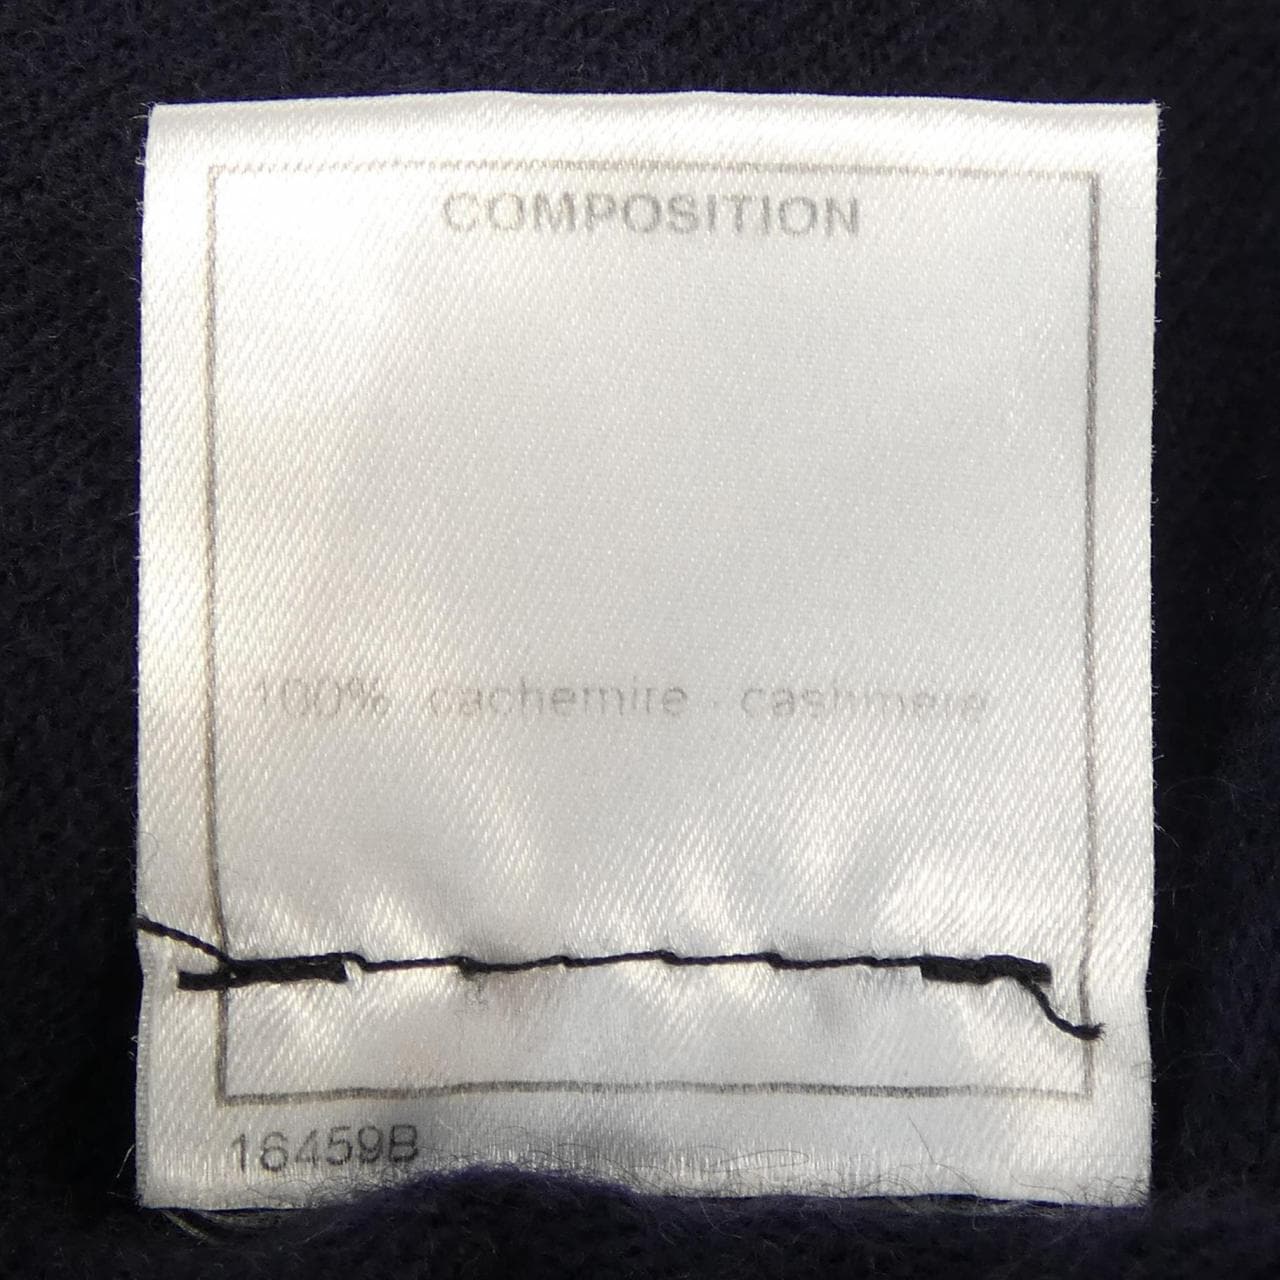 COMPOSITION
100% cachemire - cashmere
16459B